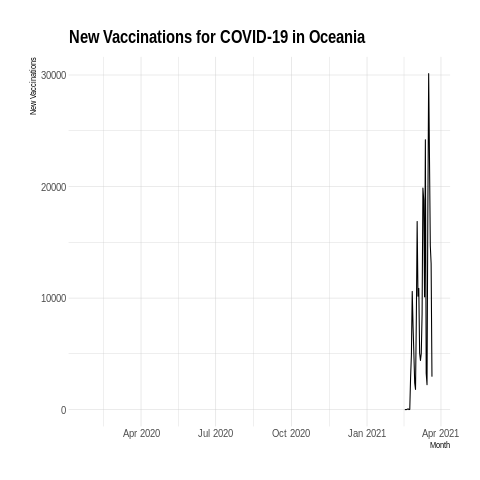 New Vaccinations for COVID-19 in Oceania
New Vaccinations
30000
20000
10000
0
Apr 2020 Jul 2020 Oct 2020 Jan 2021 Apr 2021
Month